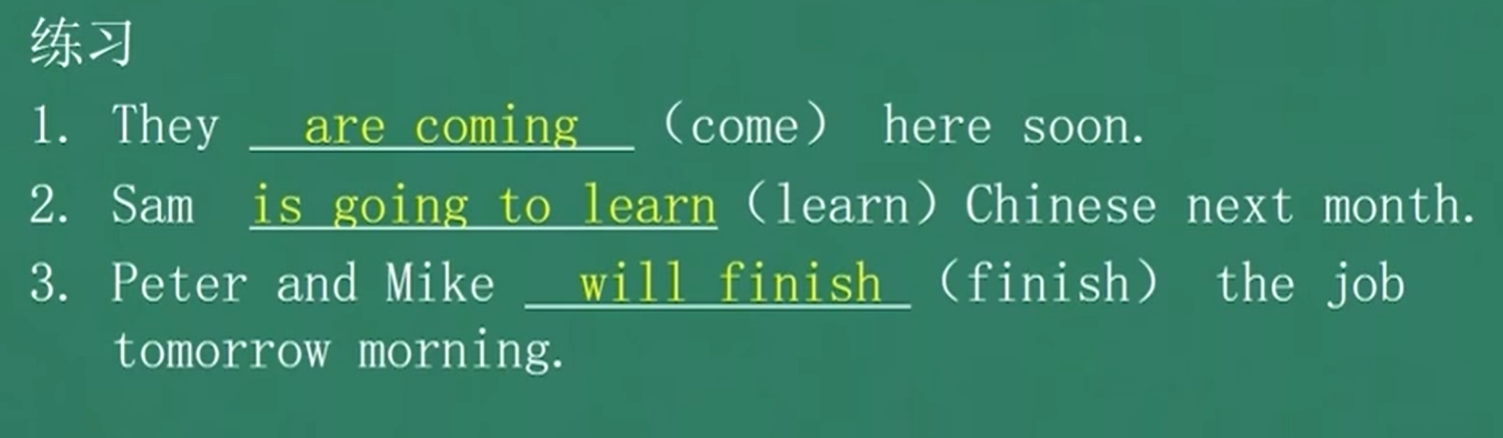 练习
1. They are coming （come） here soon.
2. Sam is going to learn （learn）Chinese next month.
3. Peter and Mike will finish （finish） the job
tomorrow morning.